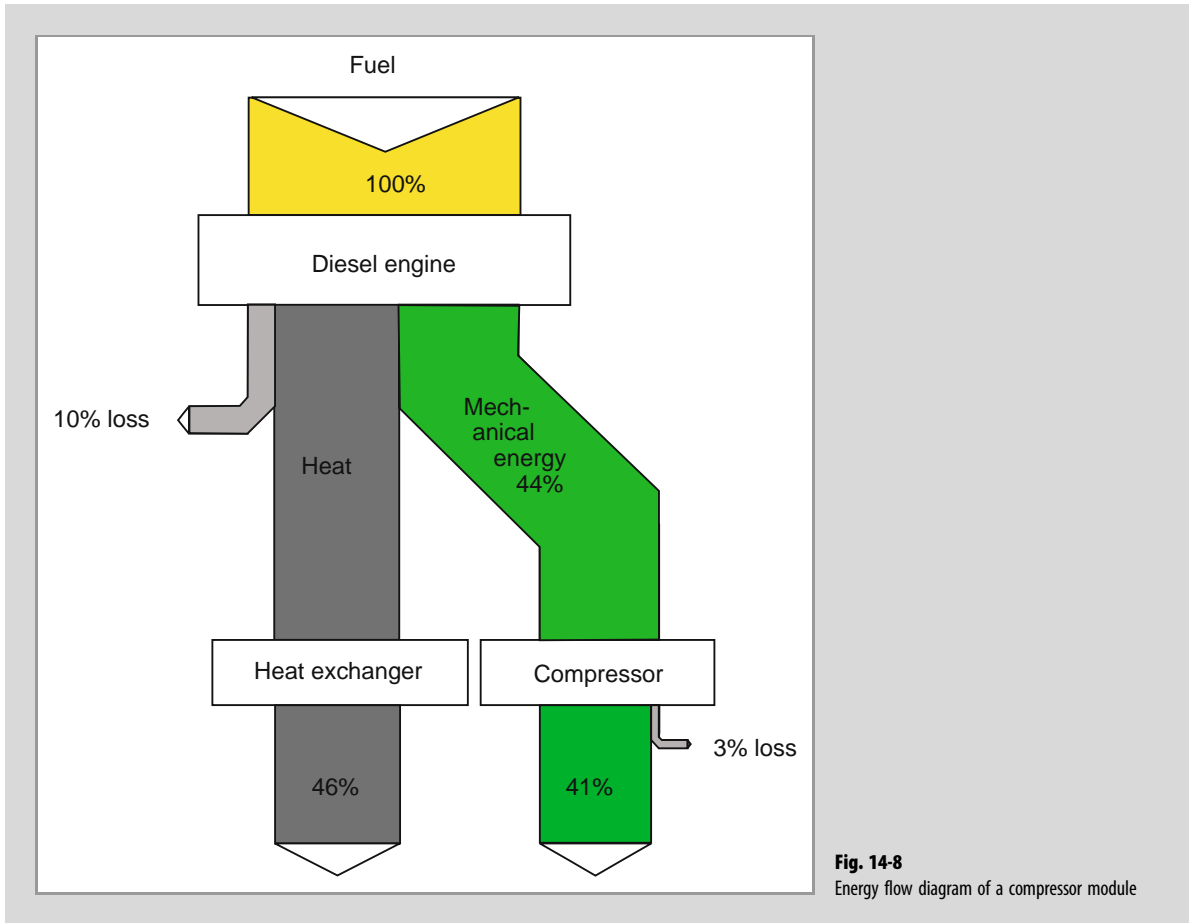 Fuel
100%
Diesel engine
10% loss
Mech-
anical
energy
44%
Heat
Heat exchanger
Compressor
3% loss
46%
41%
Fig. 14-8
Energy flow diagram of a compressor module